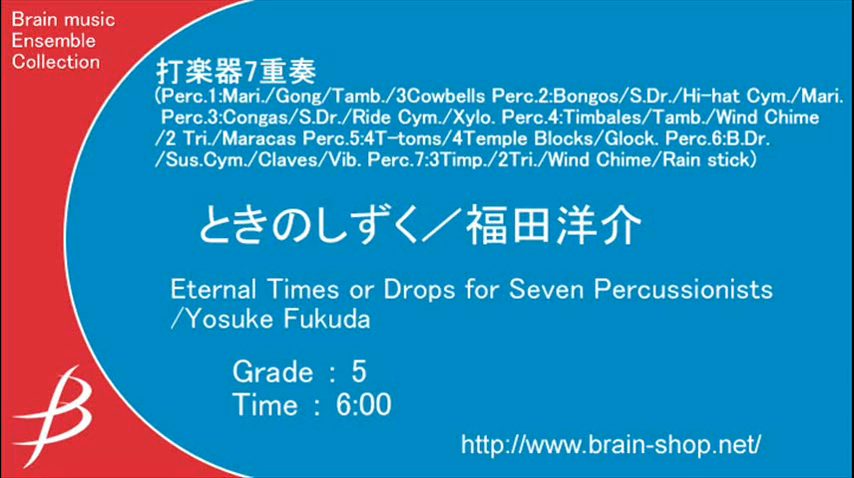 Brain music
Ensemble
Collection
打楽器7重奏
(Perc.1:Mari./Gong/Tamb./3Cowbells Perc.2:Bongos/S.Dr./Hi-hat Cym./Mari.
Perc.3:Congas/S.Dr./Ride Cym./Xylo. Perc.4:Timbales/Tamb./Wind Chime
/2 Tri./Maracas Perc.5:4T-toms/4Temple Blocks/Glock. Perc.6:B.Dr.
/Sus.Cym./Claves/Vib. Perc.7:3Timp./2Tri./Wind Chime/Rain stick)
ときのしずく／福田洋介
Eternal Times or Drops for Seven Percussionists
/Yosuke Fukuda
Grade : 5
Time : 6:00
http://www.brain-shop.net/